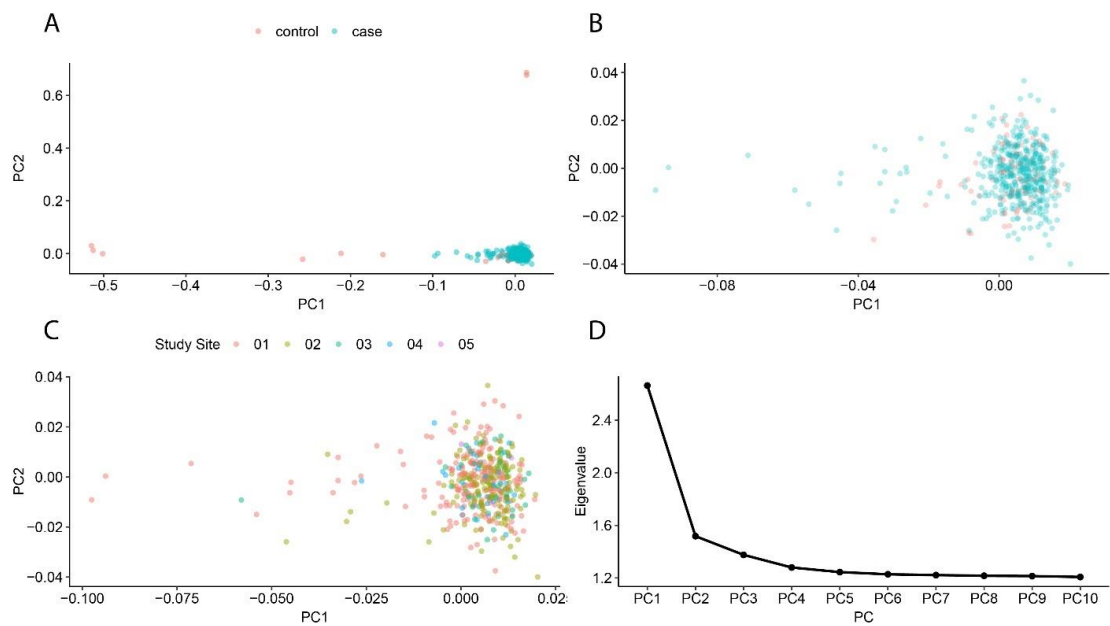 A
control case
PC2
0.6
0.4
0.2
0.0
−0.5 −0.4 −0.3 −0.2 −0.1 0.0
PC1
B
PC2
0.04
0.02
0.00
−0.02
−0.04
−0.08 −0.04 0.00
PC1
C
Study Site 01 02 03 04 05
PC2
0.04
0.02
0.00
−0.02
−0.04
−0.100 −0.075 −0.050 −0.025 0.000 0.02
PC1
D
Eigenvalue
2.4
2.0
1.6
1.2
PC1 PC2 PC3 PC4 PC5 PC6 PC7 PC8 PC9 PC10
PC